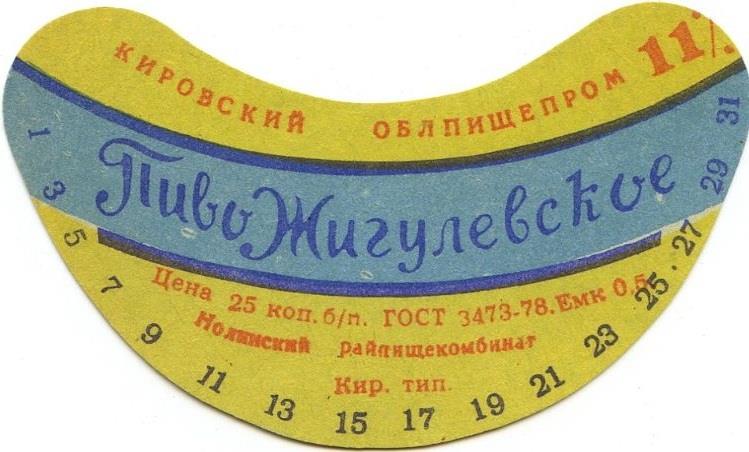 КИРОВСКИЙ ОБЛПИЩЕПРОМ 11%
Пиво Жигулевское
Цена 25 коп. б/п. ГОСТ 3473-78. Емк 0,5
Нолинский райпищекомбинат
Кир. тип.
1 3 5 7 9 11 13 15 17 19 21 23 25 · 27 29 31